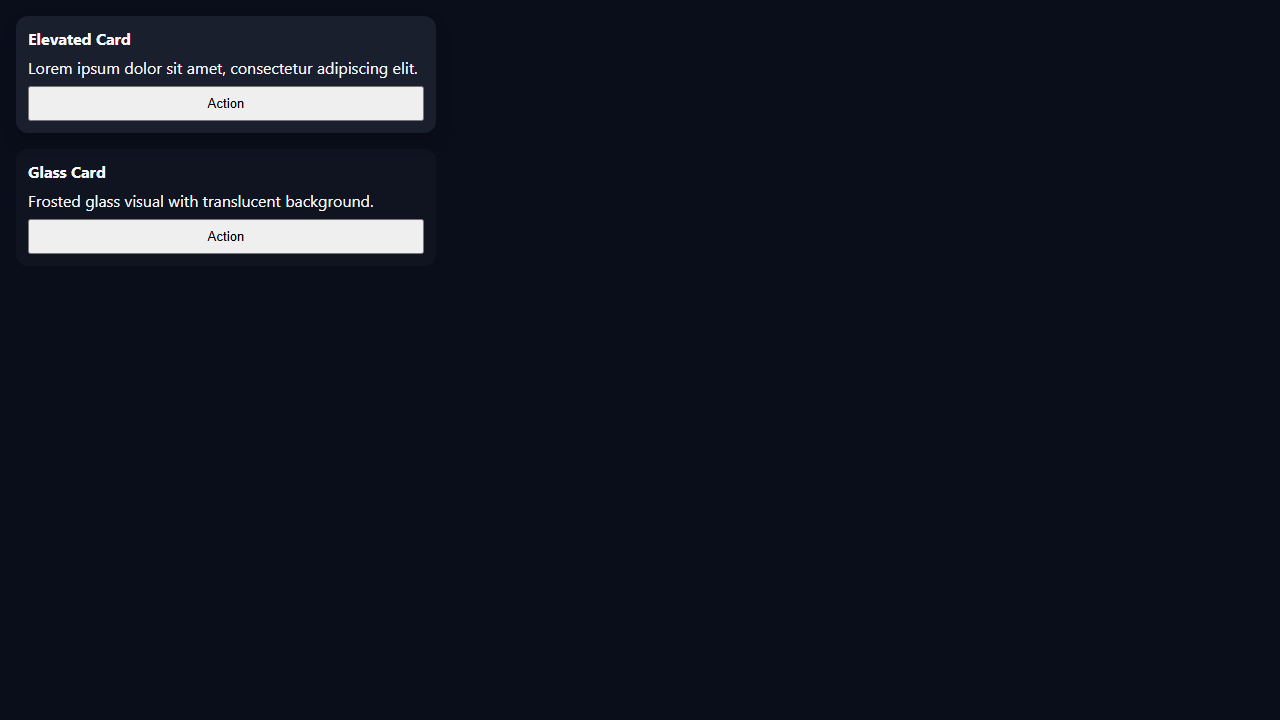 Elevated Card
Lorem ipsum dolor sit amet, consectetur adipiscing elit.
Action
Glass Card
Frosted glass visual with translucent background.
Action